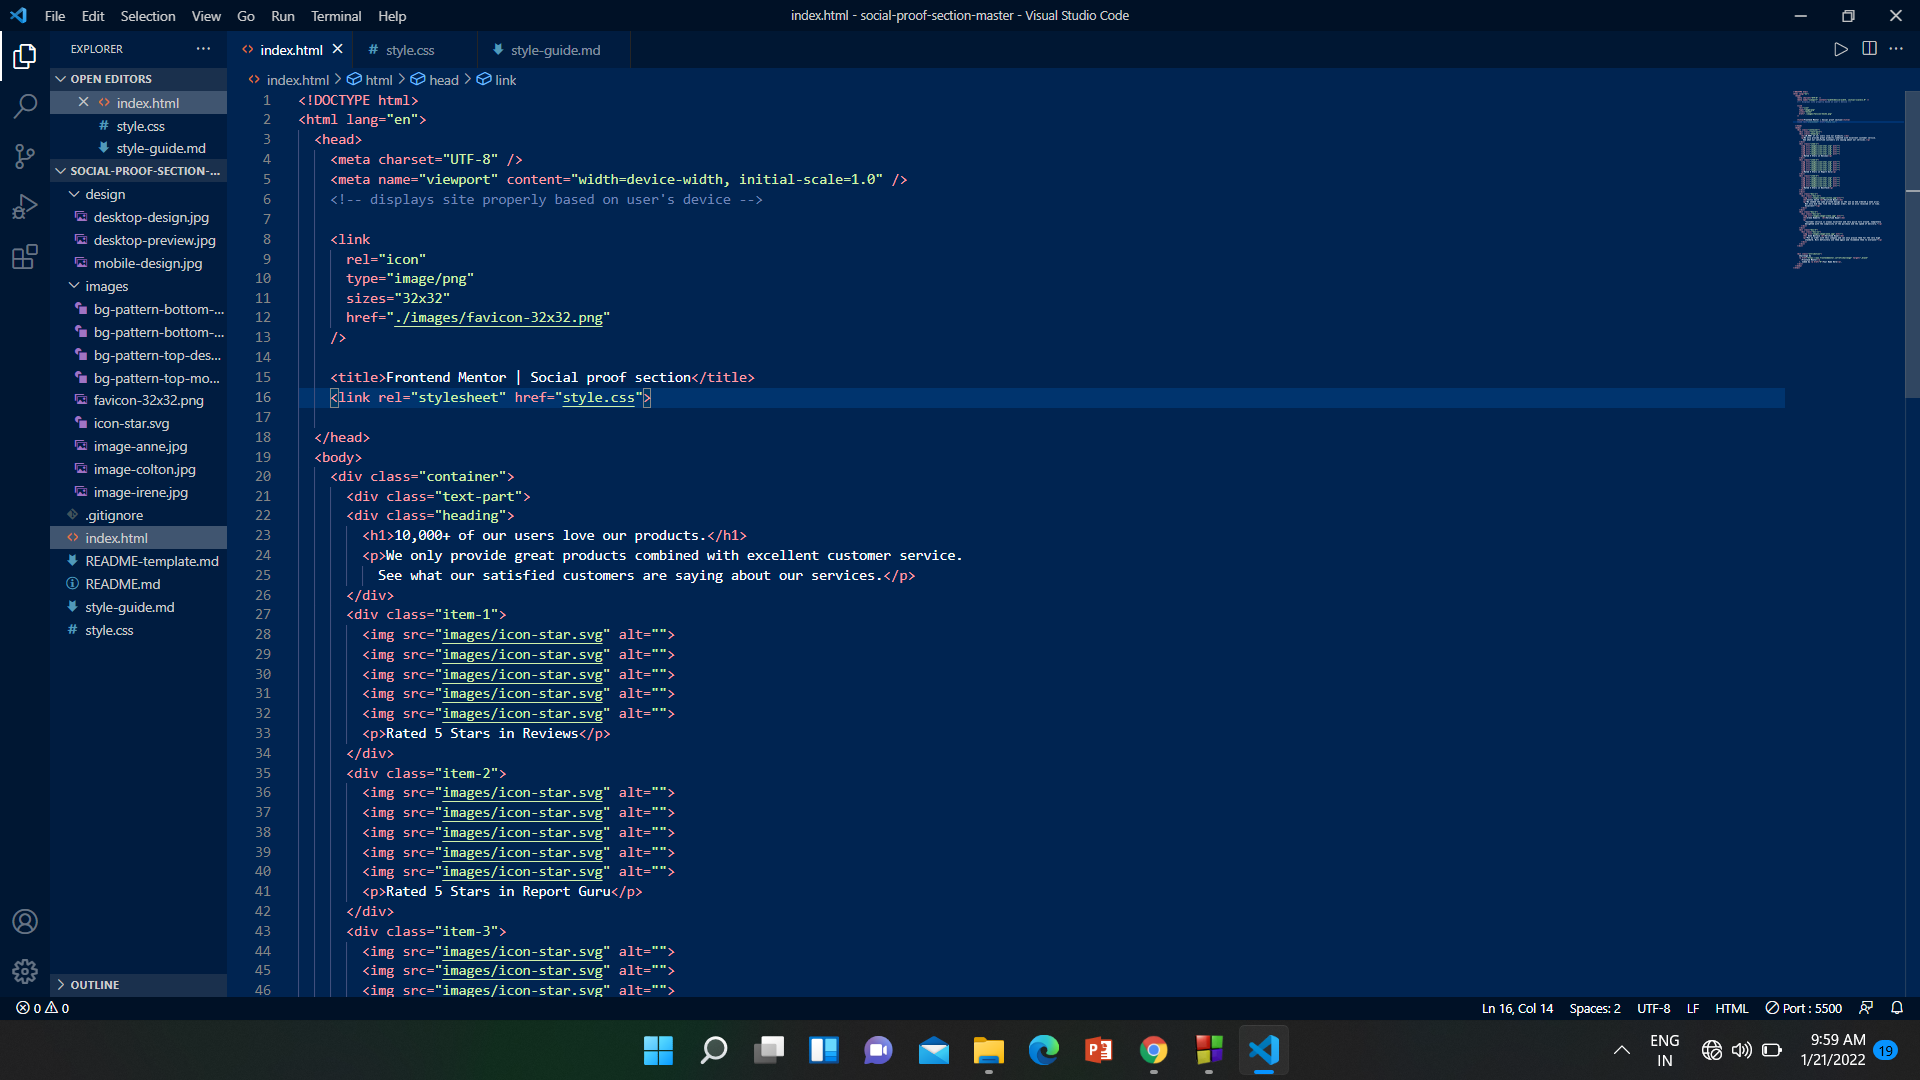 File Edit Selection View Go Run Terminal Help
index.html - social-proof-section-master - Visual Studio Code
EXPLORER
OPEN EDITORS
index.html
style.css
style-guide.md
SOCIAL-PROOF-SECTION-...
design
desktop-design.jpg
desktop-preview.jpg
mobile-design.jpg
images
bg-pattern-bottom-...
bg-pattern-bottom-...
bg-pattern-top-des...
bg-pattern-top-mo...
favicon-32x32.png
icon-star.svg
image-anne.jpg
image-colton.jpg
image-irene.jpg
.gitignore
index.html
README-template.md
README.md
style-guide.md
style.css
OUTLINE
index.html style.css style-guide.md
index.html > html > head > link
1 <!DOCTYPE html>
2 <html lang="en">
3 <head>
4 <meta charset="UTF-8" />
5 <meta name="viewport" content="width=device-width, initial-scale=1.0" />
6 <!-- displays site properly based on user's device -->
7
8 <link
9 rel="icon"
10 type="image/png"
11 sizes="32x32"
12 href="./images/favicon-32x32.png"
13 />
14
15 <title>Frontend Mentor | Social proof section</title>
16 <link rel="stylesheet" href="style.css">
17
18 </head>
19 <body>
20 <div class="container">
21 <div class="text-part">
22 <div class="heading">
23 <h1>10,000+ of our users love our products.</h1>
24 <p>We only provide great products combined with excellent customer service.
25 See what our satisfied customers are saying about our services.</p>
26 </div>
27 <div class="item-1">
28 <img src="images/icon-star.svg" alt="">
29 <img src="images/icon-star.svg" alt="">
30 <img src="images/icon-star.svg" alt="">
31 <img src="images/icon-star.svg" alt="">
32 <img src="images/icon-star.svg" alt="">
33 <p>Rated 5 Stars in Reviews</p>
34 </div>
35 <div class="item-2">
36 <img src="images/icon-star.svg" alt="">
37 <img src="images/icon-star.svg" alt="">
38 <img src="images/icon-star.svg" alt="">
39 <img src="images/icon-star.svg" alt="">
40 <img src="images/icon-star.svg" alt="">
41 <p>Rated 5 Stars in Report Guru</p>
42 </div>
43 <div class="item-3">
44 <img src="images/icon-star.svg" alt="">
45 <img src="images/icon-star.svg" alt="">
46 <img src="images/icon-star.svg" alt="">
0 0
Ln 16, Col 14 Spaces: 2 UTF-8 LF HTML Port : 5500
ENG
IN
9:59 AM
1/21/2022
19